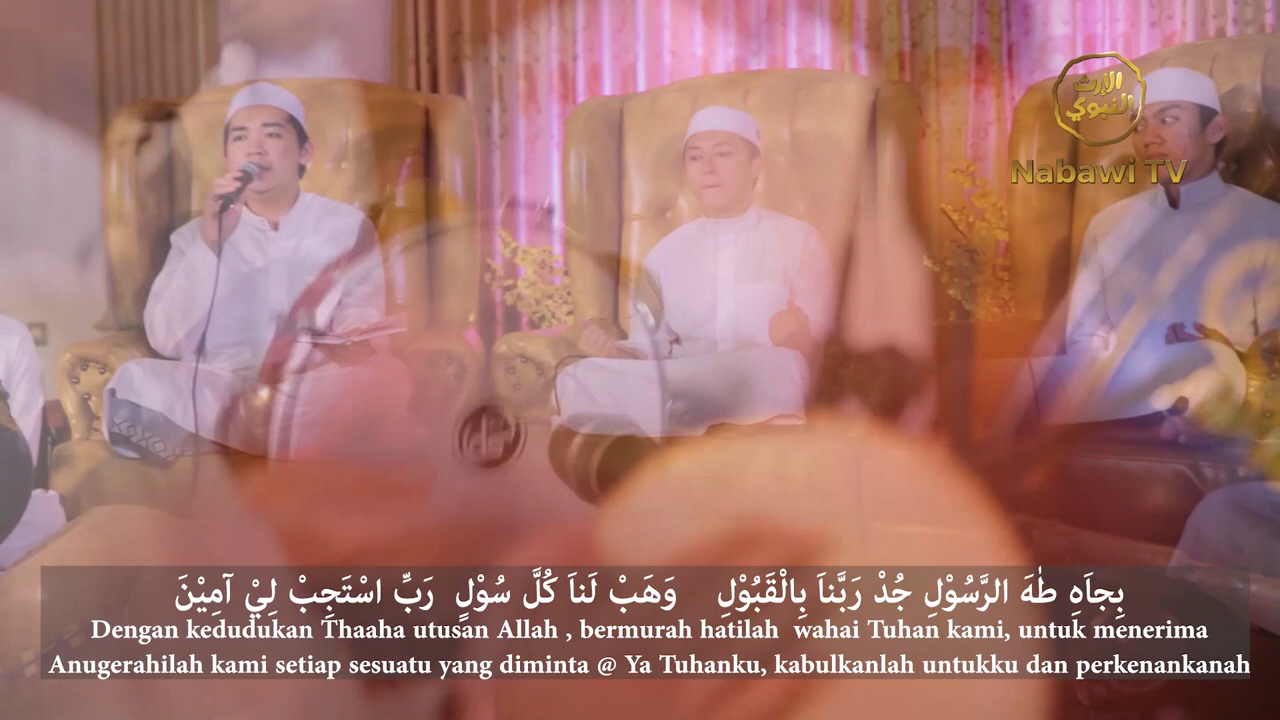 الإرث
النبوي
Nabawi TV
بِجاَهِ طٰهَ الرَّسُوْلِ جُدْ رَبَّناَ بِالْقَبُوْلِ    وَهَبْ لَناَ كُلَّ سُوْلٍ  رَبِّ اسْتَجِبْ لِيْ آمِيْنَ
Dengan kedudukan Thaaha utusan Allah , bermurah hatilah  wahai Tuhan kami, untuk menerima
Anugerahilah kami setiap sesuatu yang diminta @ Ya Tuhanku, kabulkanlah untukku dan perkenankanah